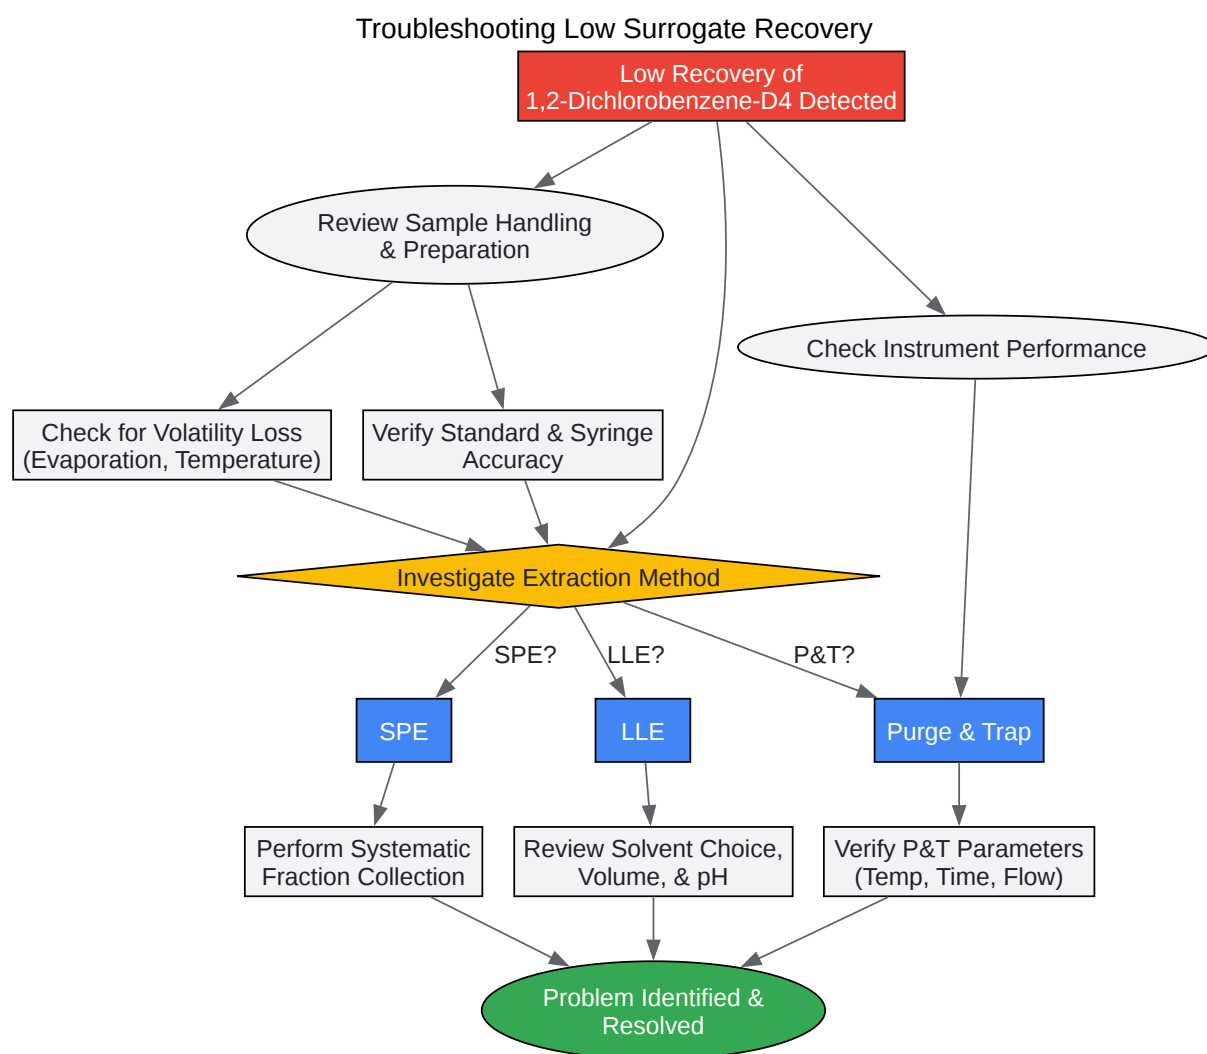 Troubleshooting Low Surrogate Recovery
Low Recovery of
1,2-Dichlorobenzene-D4 Detected
Review Sample Handling
& Preparation
Check Instrument Performance
Check for Volatility Loss
(Evaporation, Temperature)
Verify Standard & Syringe
Accuracy
Investigate Extraction Method
SPE?
LLE?
P&T?
SPE
LLE
Purge & Trap
Perform Systematic
Fraction Collection
Review Solvent Choice,
Volume, & pH
Verify P&T Parameters
(Temp, Time, Flow)
Problem Identified &
Resolved